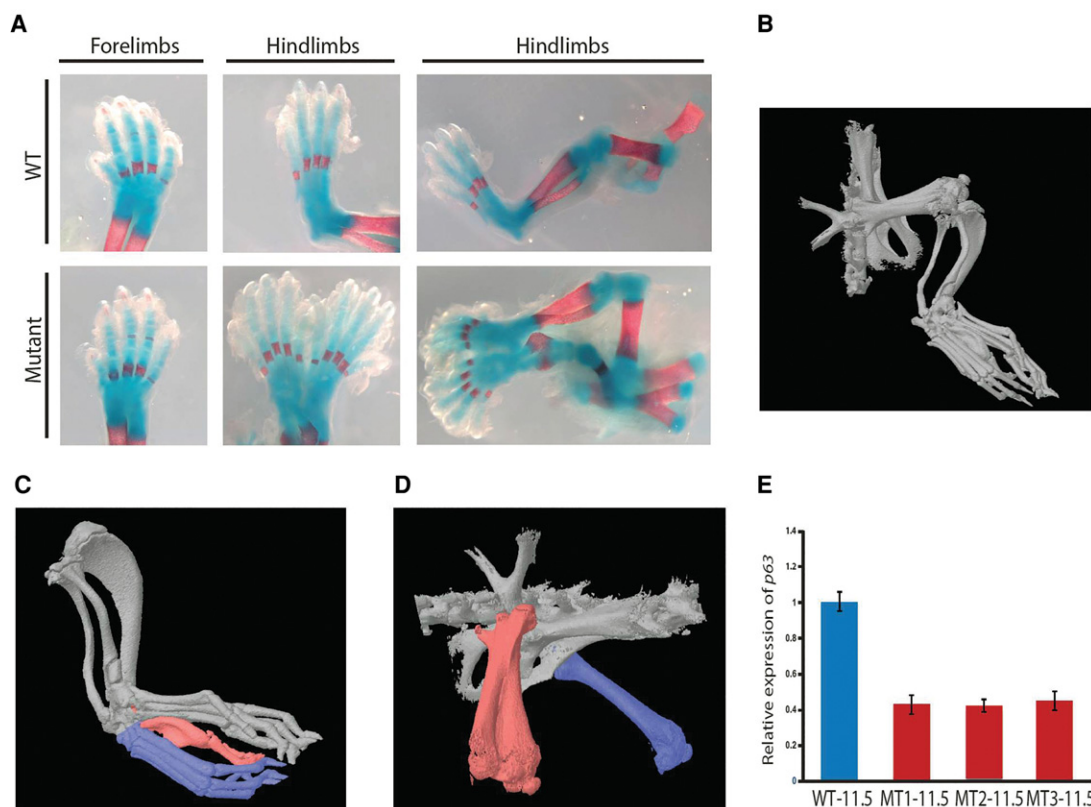 A
Forelimbs Hindlimbs Hindlimbs
WT
Mutant
B
C
D
E
Relative expression of p63
1.4
1.2
1
0.8
0.6
0.4
0.2
0
WT-11.5 MT1-11.5 MT2-11.5 MT3-11.5